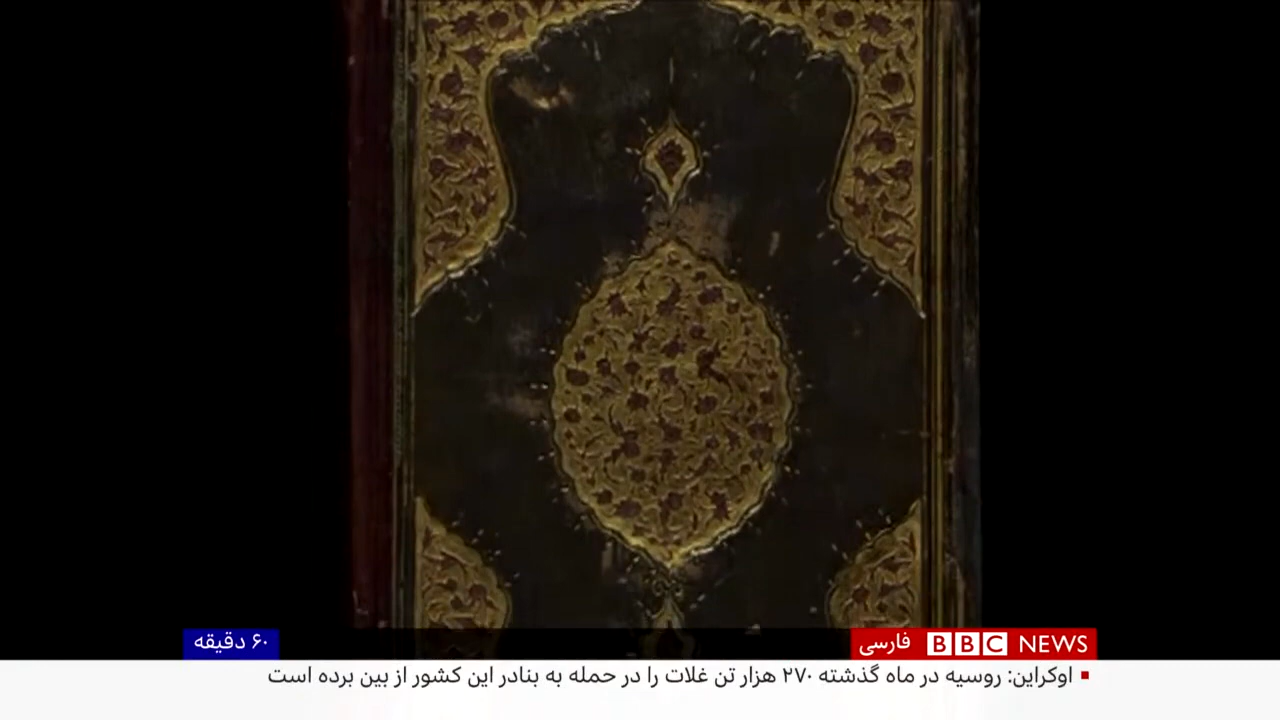 ۶۰ دقیقه
BBC NEWS فارسی
اوکراین: روسیه در ماه گذشته ۲۷۰ هزار تن غلات را در حمله به بنادر این کشور از بین برده است